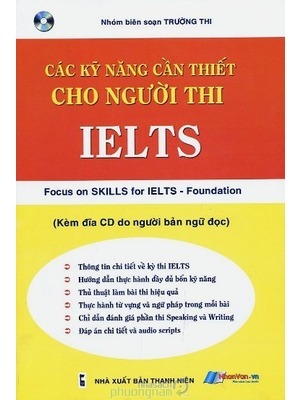 Nhóm biên soạn TRƯỜNG THI
CÁC KỸ NĂNG CẦN THIẾT
CHO NGƯỜI THI
IELTS
Focus on SKILLS for IELTS - Foundation
(Kèm đĩa CD do người bản ngữ đọc)
Thông tin chi tiết về kỳ thi IELTS
Hướng dẫn thực hành đầy đủ bốn kỹ năng
Thủ thuật làm bài thi hiệu quả
Thực hành từ vựng và ngữ pháp trong mỗi bài
Chỉ dẫn đánh giá phần thi Speaking và Writing
Đáp án chi tiết và audio scripts
NHÀ XUẤT BẢN THANH NIÊN
NhanVan.vn
nhasach
phuongnam